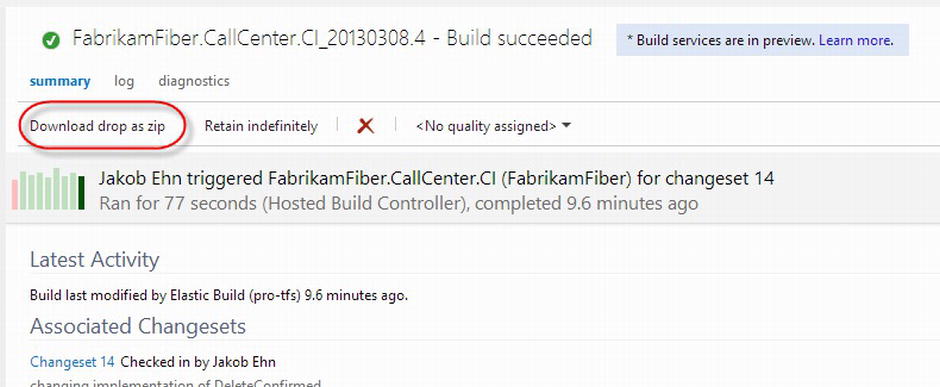 FabrikamFiber.CallCenter.CI_20130308.4 - Build succeeded
* Build services are in preview. Learn more.
summary log diagnostics
Download drop as zip Retain indefinitely <No quality assigned>
Jakob Ehn triggered FabrikamFiber.CallCenter.CI (FabrikamFiber) for changeset 14
Ran for 77 seconds (Hosted Build Controller), completed 9.6 minutes ago
Latest Activity
Build last modified by Elastic Build (pro-tfs) 9.6 minutes ago.
Associated Changesets
Changeset 14 Checked in by Jakob Ehn
changing implementation of DeleteConfirmed